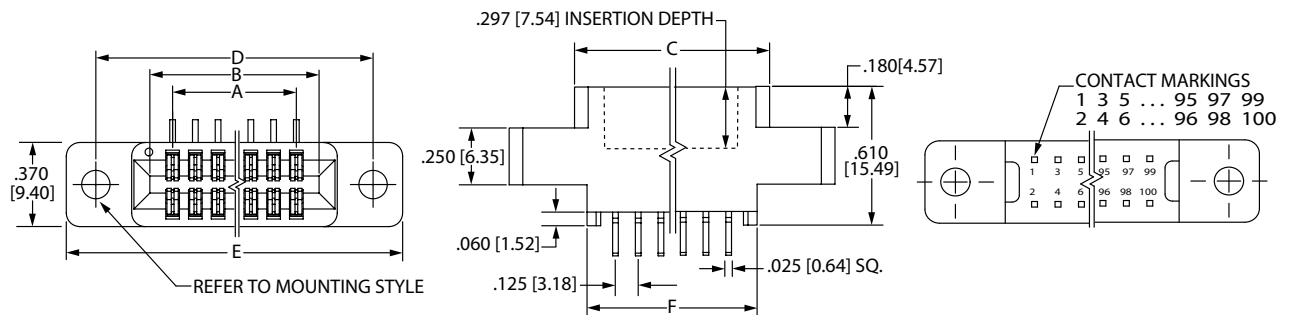 D
B
A
.370
[9.40]
E
REFER TO MOUNTING STYLE
.297 [7.54] INSERTION DEPTH
C
.180[4.57]
.250 [6.35]
.610
[15.49]
.060 [1.52]
.025 [0.64] SQ.
.125 [3.18]
F
CONTACT MARKINGS
1 3 5 ... 95 97 99
2 4 6 ... 96 98 100
1 3 5 95 97 99
2 4 6 96 98 100